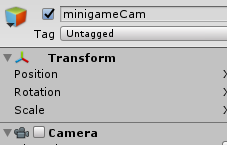 minigameCam
Tag Untagged
Transform
Position
Rotation
Scale
Camera